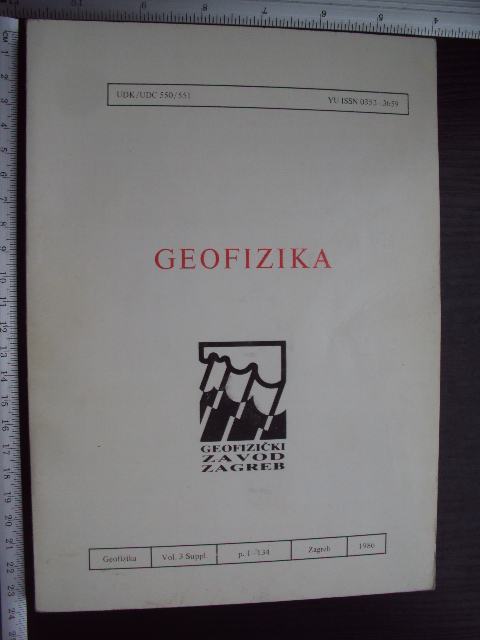 UDK/UDC 550/551
YU ISSN 0353-3659
GEOFIZIKA
GEOFIZIČKI
ZAVOD
ZAGREB
Geofizika
Vol. 3 Suppl.
p. 1-134
Zagreb
1986